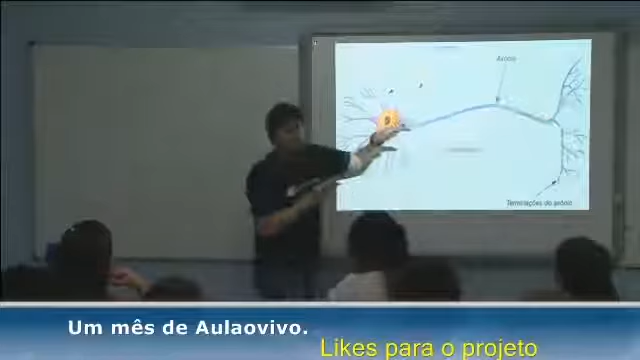 Axônio
Terminações do axônio
Um mês de Aulaovivo.
Likes para o projeto